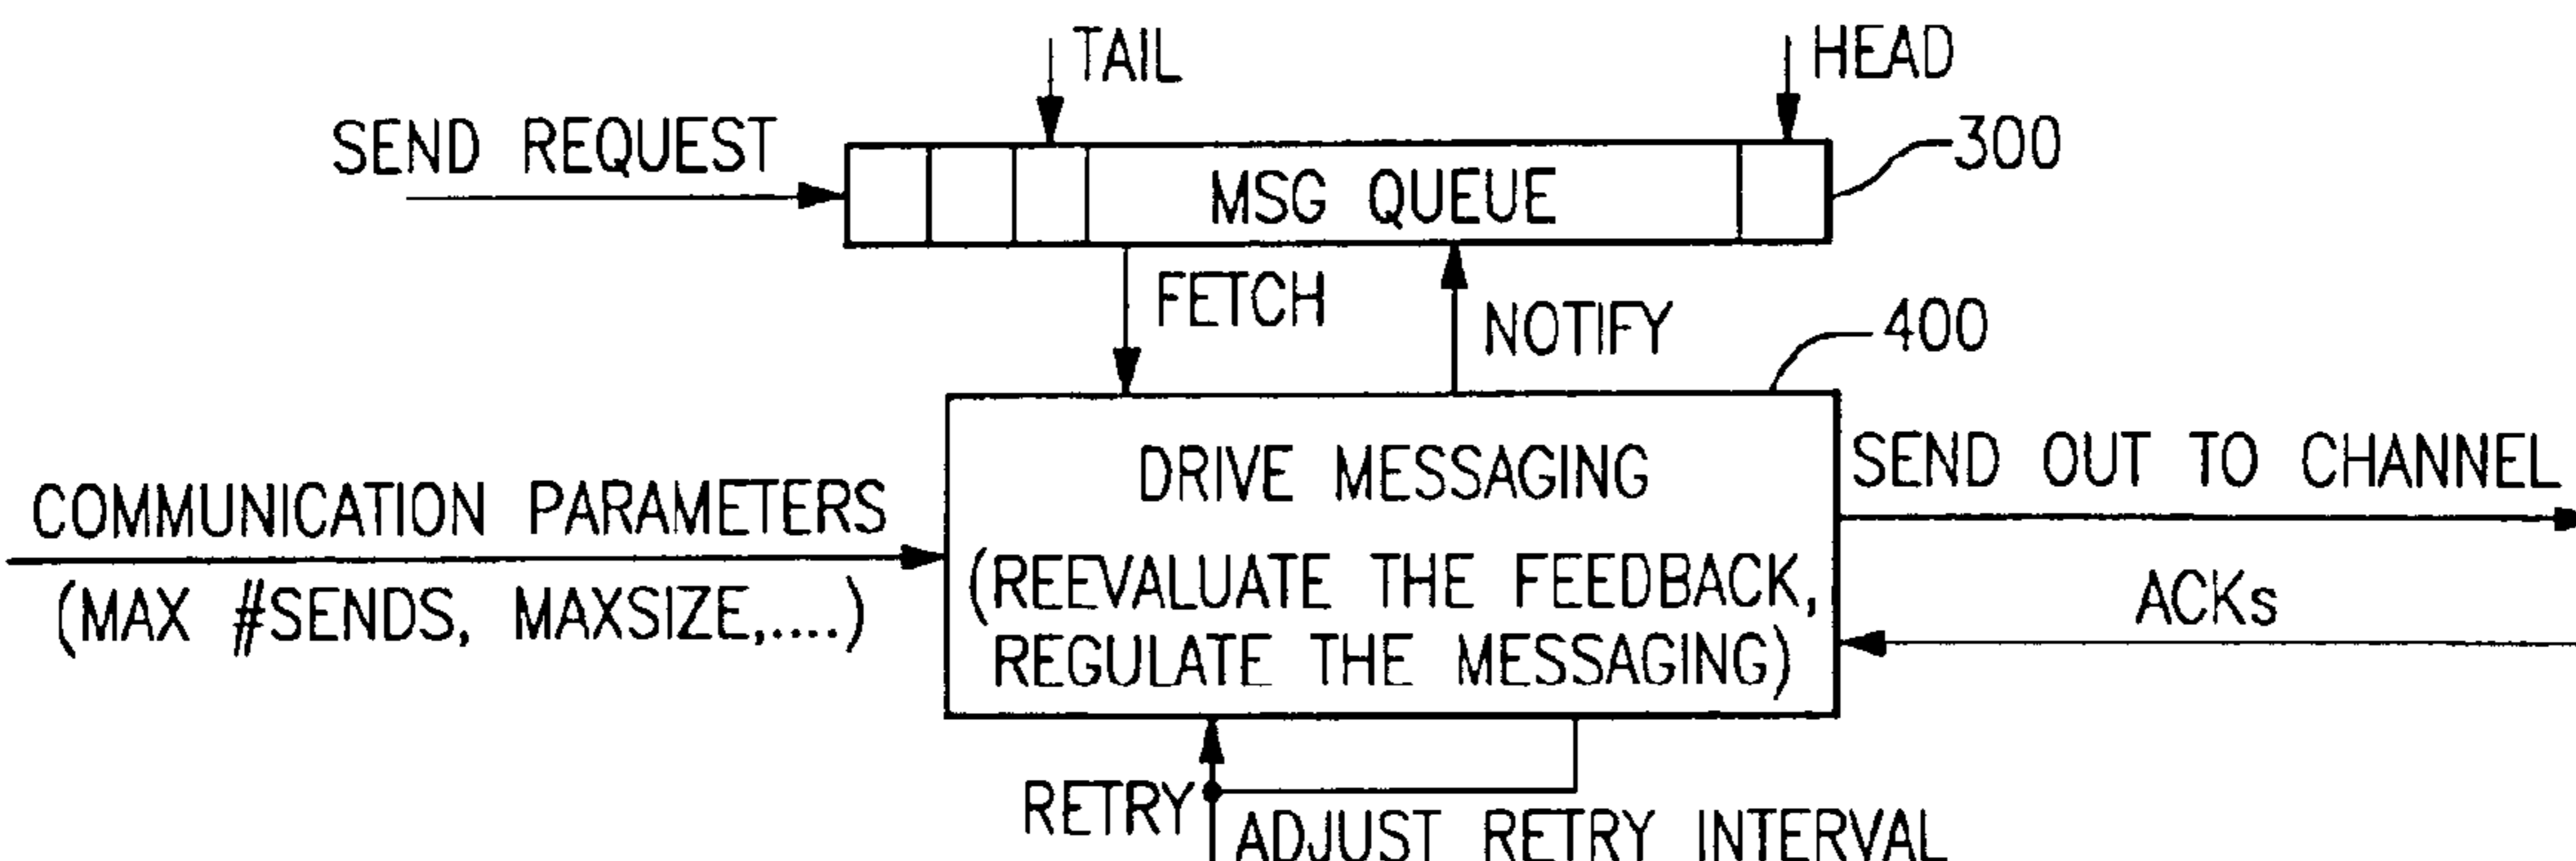 TAIL
HEAD
SEND REQUEST
300
MSG QUEUE
FETCH
NOTIFY
400
COMMUNICATION PARAMETERS
(MAX #SENDS, MAXSIZE,....)
DRIVE MESSAGING
(REEVALUATE THE FEEDBACK,
REGULATE THE MESSAGING)
SEND OUT TO CHANNEL
ACKs
RETRY
ADJUST RETRY INTERVAL